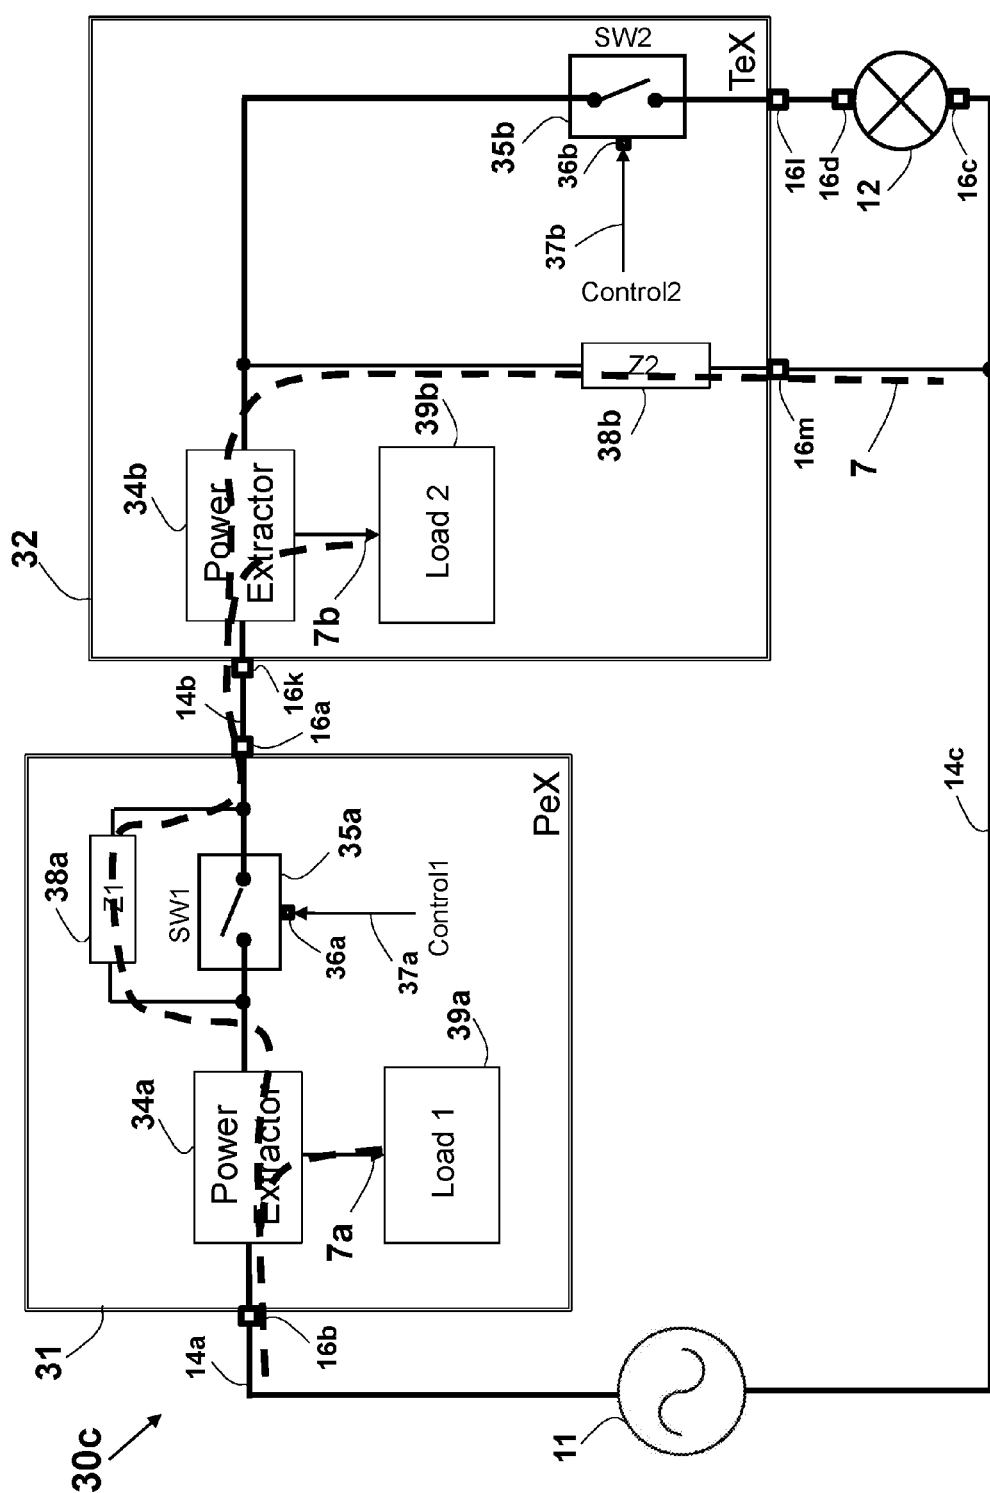 30c
31
14a
16b
11
34a
Power
Extractor
7a
Load 1
39a
38a
Z1
SW1
35a
36a
37a
Control1
PeX
14b
16a
16k
14c
32
34b
Power
Extractor
7b
Load 2
39b
Z2
38b
16m
7
SW2
35b
36b
37b
Control2
TeX
16l
16d
12
16c